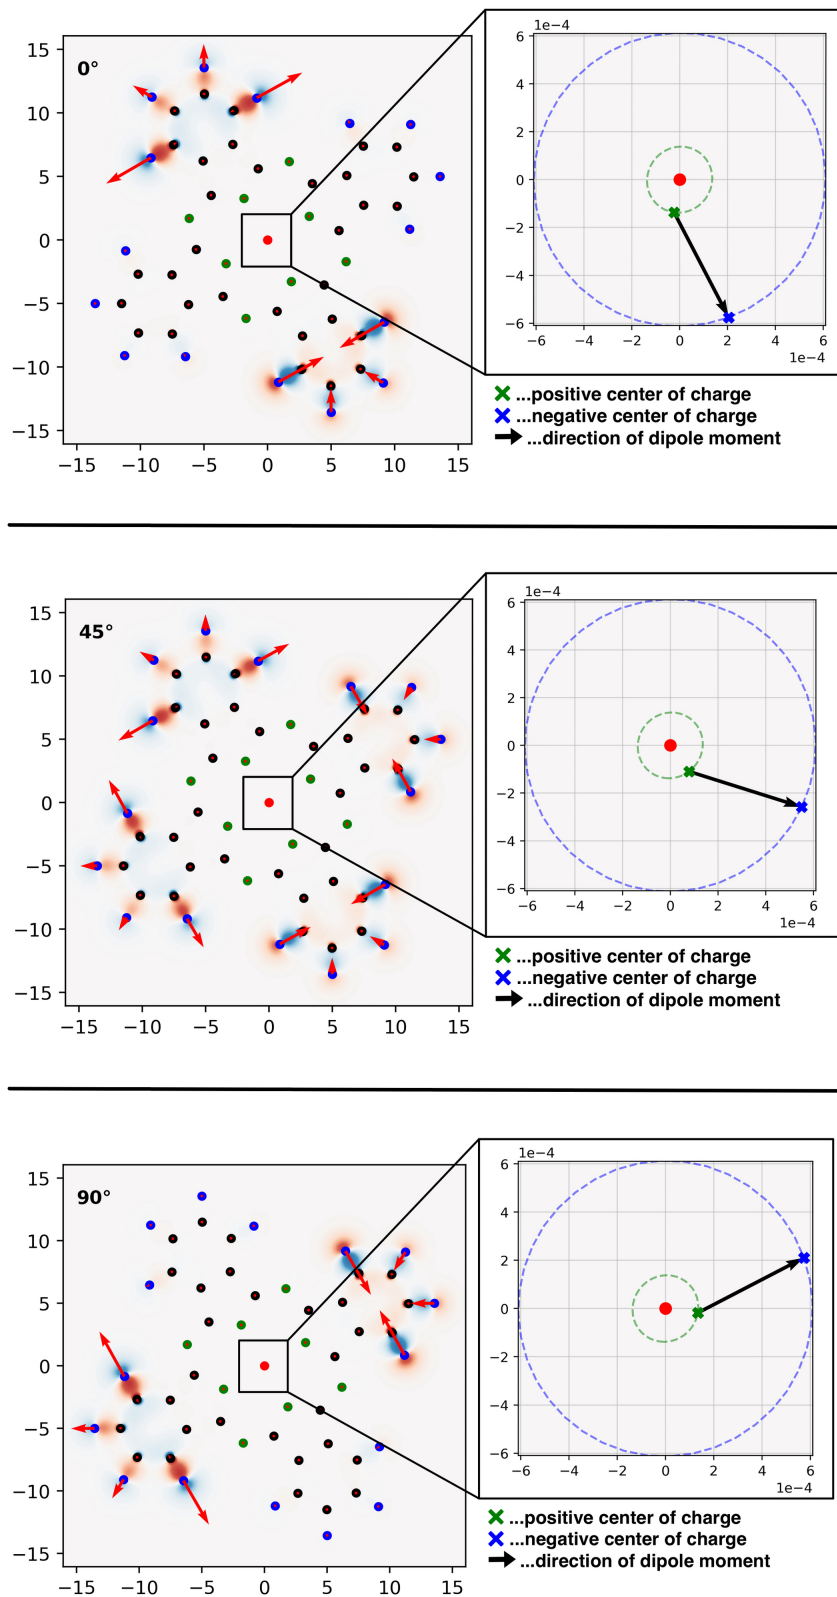 0°
15
10
5
0
−5
−10
−15
−15 −10 −5 0 5 10 15
1e−4
6
4
2
0
−2
−4
−6
−6 −4 −2 0 2 4 6
1e−4
...positive center of charge
...negative center of charge
...direction of dipole moment
45°
15
10
5
0
−5
−10
−15
−15 −10 −5 0 5 10 15
1e−4
6
4
2
0
−2
−4
−6
−6 −4 −2 0 2 4 6
1e−4
...positive center of charge
...negative center of charge
...direction of dipole moment
90°
15
10
5
0
−5
−10
−15
−15 −10 −5 0 5 10 15
1e−4
6
4
2
0
−2
−4
−6
−6 −4 −2 0 2 4 6
1e−4
...positive center of charge
...negative center of charge
...direction of dipole moment